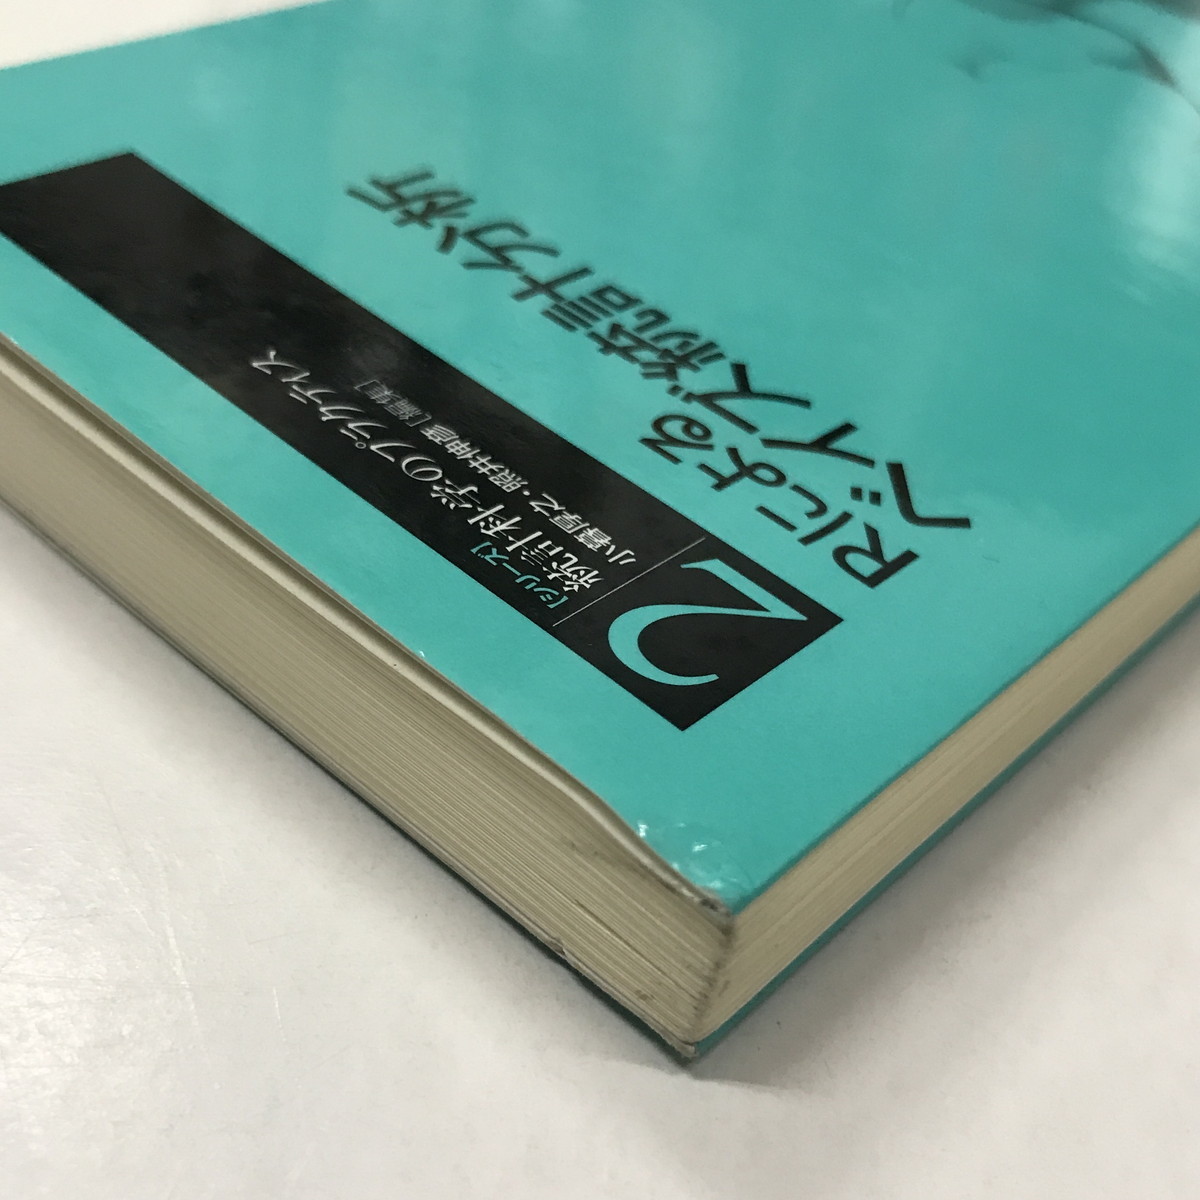 2
[シリーズ]
統計科学のプラクティス
小暮厚之・照井伸彦[編集]
Rによる
ベイズ統計分析